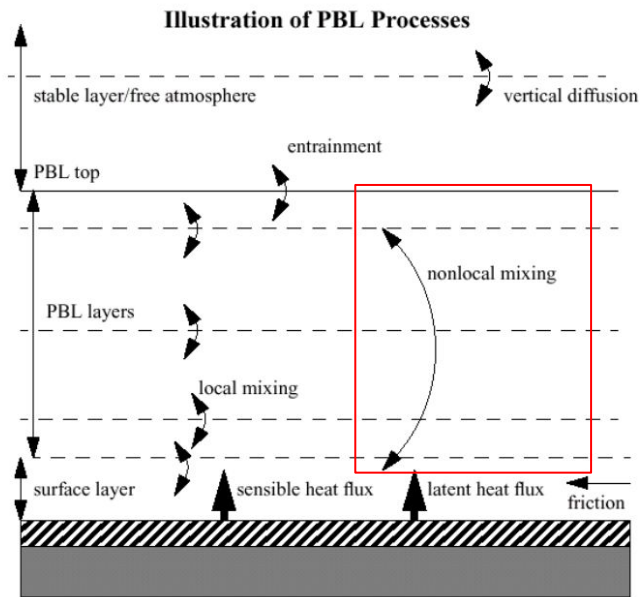 Illustration of PBL Processes
stable layer/free atmosphere
vertical diffusion
entrainment
PBL top
nonlocal mixing
PBL layers
local mixing
surface layer
sensible heat flux
latent heat flux
friction